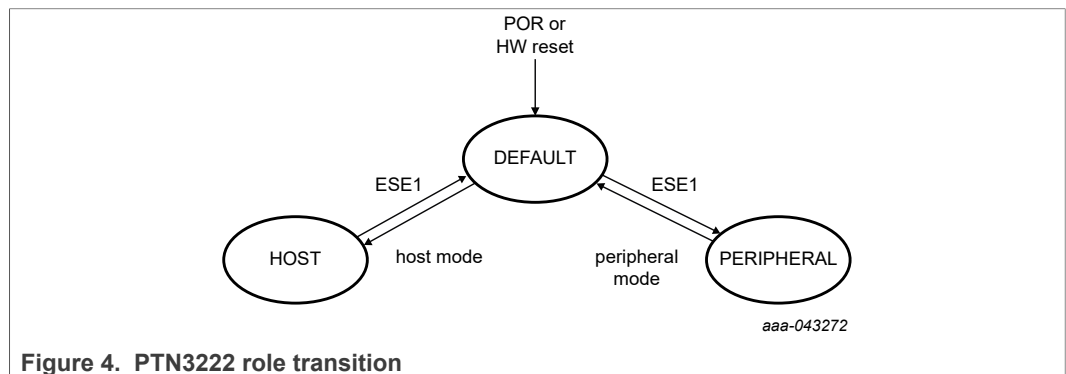 POR or
HW reset
DEFAULT
ESE1
ESE1
HOST
host mode
peripheral
mode
PERIPHERAL
aaa-043272
Figure 4. PTN3222 role transition